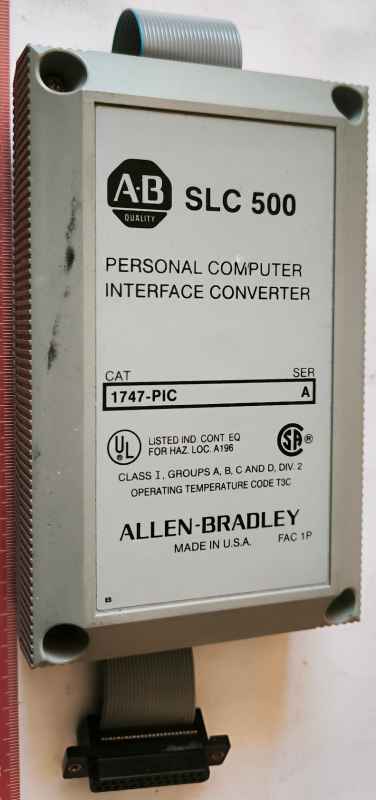 A-B
QUALITY
SLC 500
PERSONAL COMPUTER
INTERFACE CONVERTER
CAT SER
1747-PIC A
UL ® LISTED IND. CONT. EQ
FOR HAZ. LOC. A196
SA ®
CLASS I, GROUPS A, B, C AND D, DIV. 2
OPERATING TEMPERATURE CODE T3C
ALLEN-BRADLEY
MADE IN U.S.A. FAC 1P